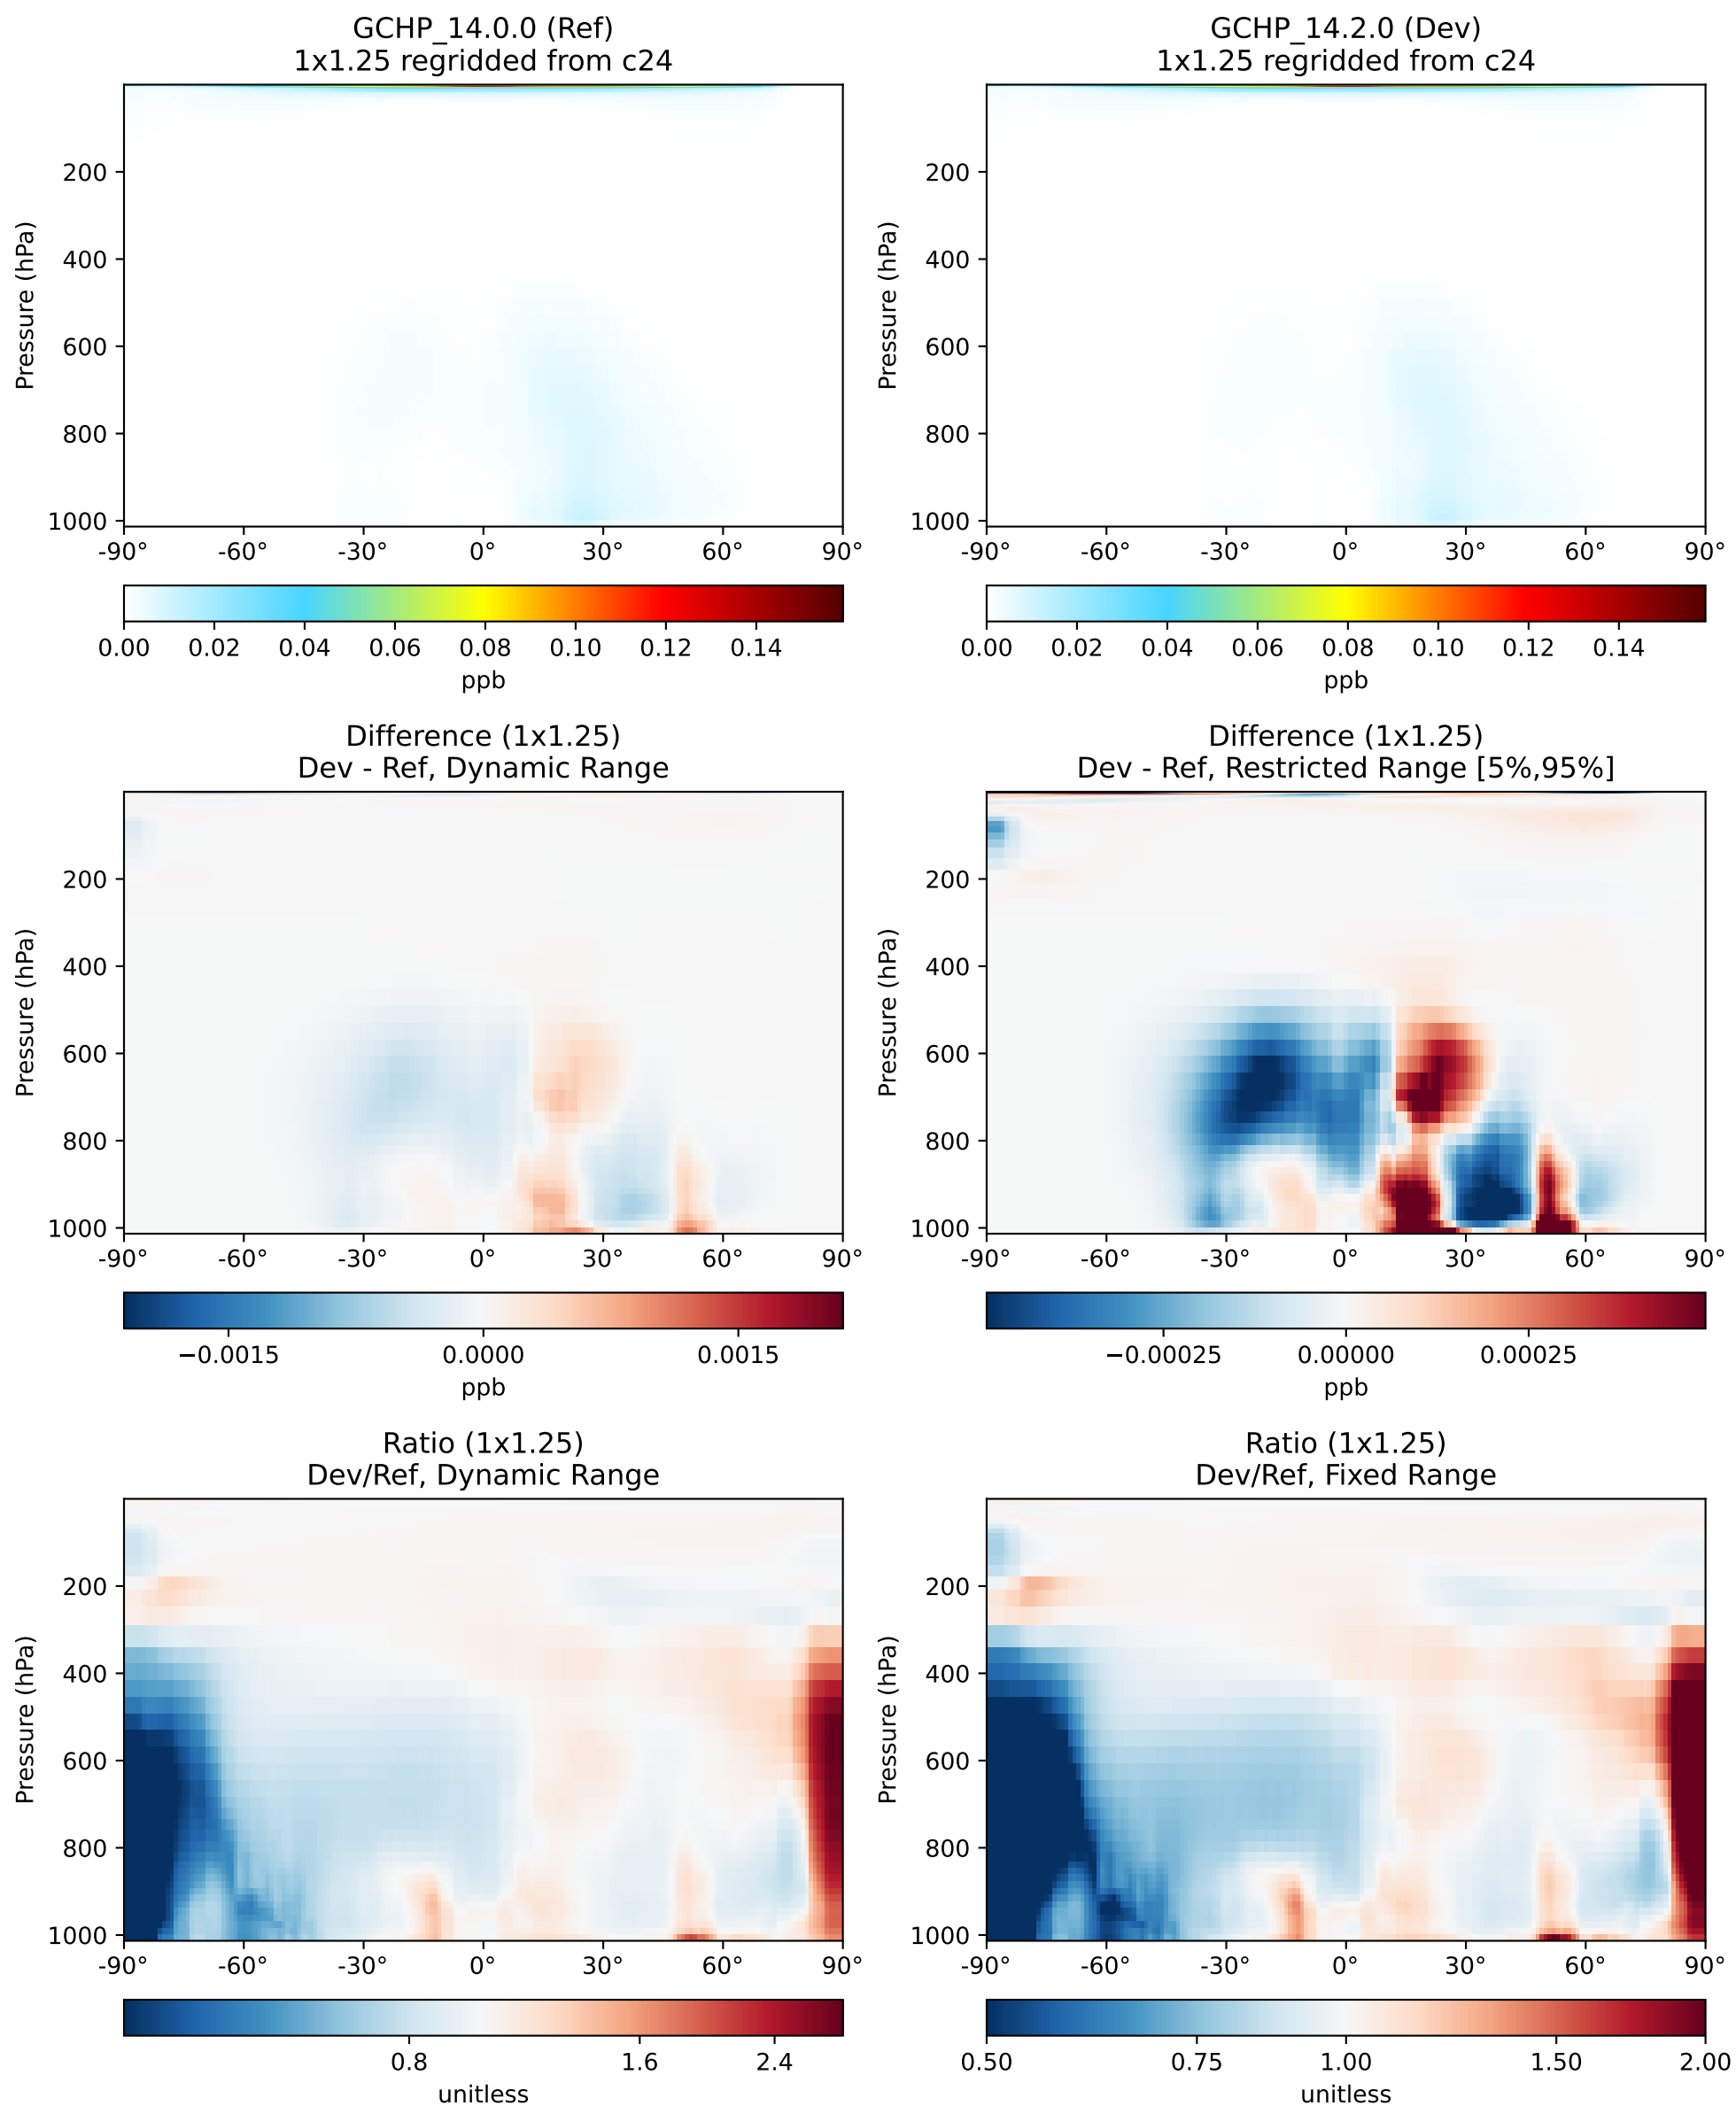 GCHP_14.0.0 (Ref)
1x1.25 regridded from c24
Pressure (hPa)
200
400
600
800
1000
-90° -60° -30° 0° 30° 60° 90°
0.00 0.02 0.04 0.06 0.08 0.10 0.12 0.14
ppb
GCHP_14.2.0 (Dev)
1x1.25 regridded from c24
Pressure (hPa)
200
400
600
800
1000
-90° -60° -30° 0° 30° 60° 90°
0.00 0.02 0.04 0.06 0.08 0.10 0.12 0.14
ppb
Difference (1x1.25)
Dev - Ref, Dynamic Range
Pressure (hPa)
200
400
600
800
1000
-90° -60° -30° 0° 30° 60° 90°
−0.0015 0.0000 0.0015
ppb
Difference (1x1.25)
Dev - Ref, Restricted Range [5%,95%]
Pressure (hPa)
200
400
600
800
1000
-90° -60° -30° 0° 30° 60° 90°
−0.00025 0.00000 0.00025
ppb
Ratio (1x1.25)
Dev/Ref, Dynamic Range
Pressure (hPa)
200
400
600
800
1000
-90° -60° -30° 0° 30° 60° 90°
0.8 1.6 2.4
unitless
Ratio (1x1.25)
Dev/Ref, Fixed Range
Pressure (hPa)
200
400
600
800
1000
-90° -60° -30° 0° 30° 60° 90°
0.50 0.75 1.00 1.50 2.00
unitless